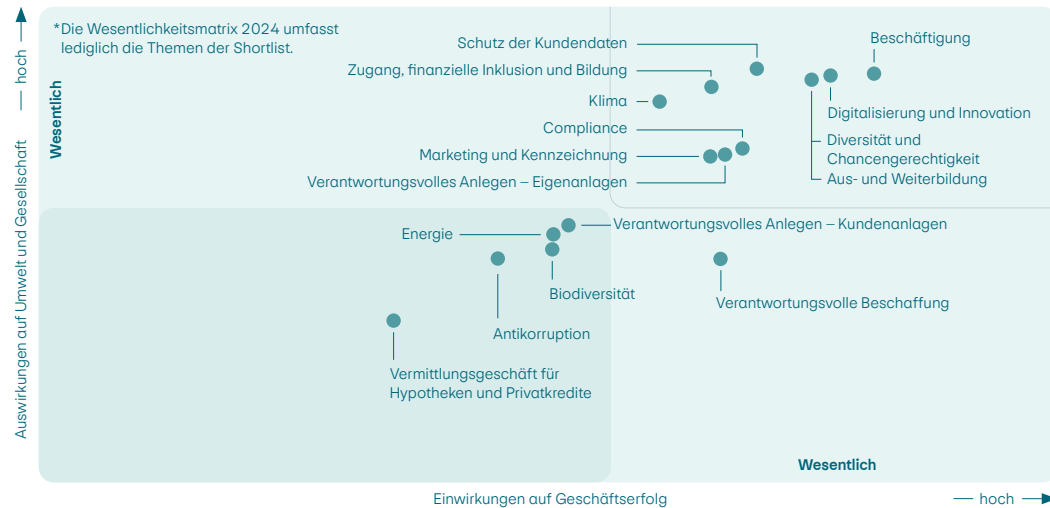 *Die Wesentlichkeitsmatrix 2024 umfasst
lediglich die Themen der Shortlist.
hoch
Auswirkungen auf Umwelt und Gesellschaft
Wesentlich
Schutz der Kundendaten
Zugang, finanzielle Inklusion und Bildung
Klima
Compliance
Marketing und Kennzeichnung
Verantwortungsvolles Anlegen – Eigenanlagen
Beschäftigung
Digitalisierung und Innovation
Diversität und
Chancengerechtigkeit
Aus- und Weiterbildung
Energie
Verantwortungsvolles Anlegen – Kundenanlagen
Biodiversität
Verantwortungsvolle Beschaffung
Antikorruption
Vermittlungsgeschäft für
Hypotheken und Privatkredite
Wesentlich
Einwirkungen auf Geschäftserfolg
hoch